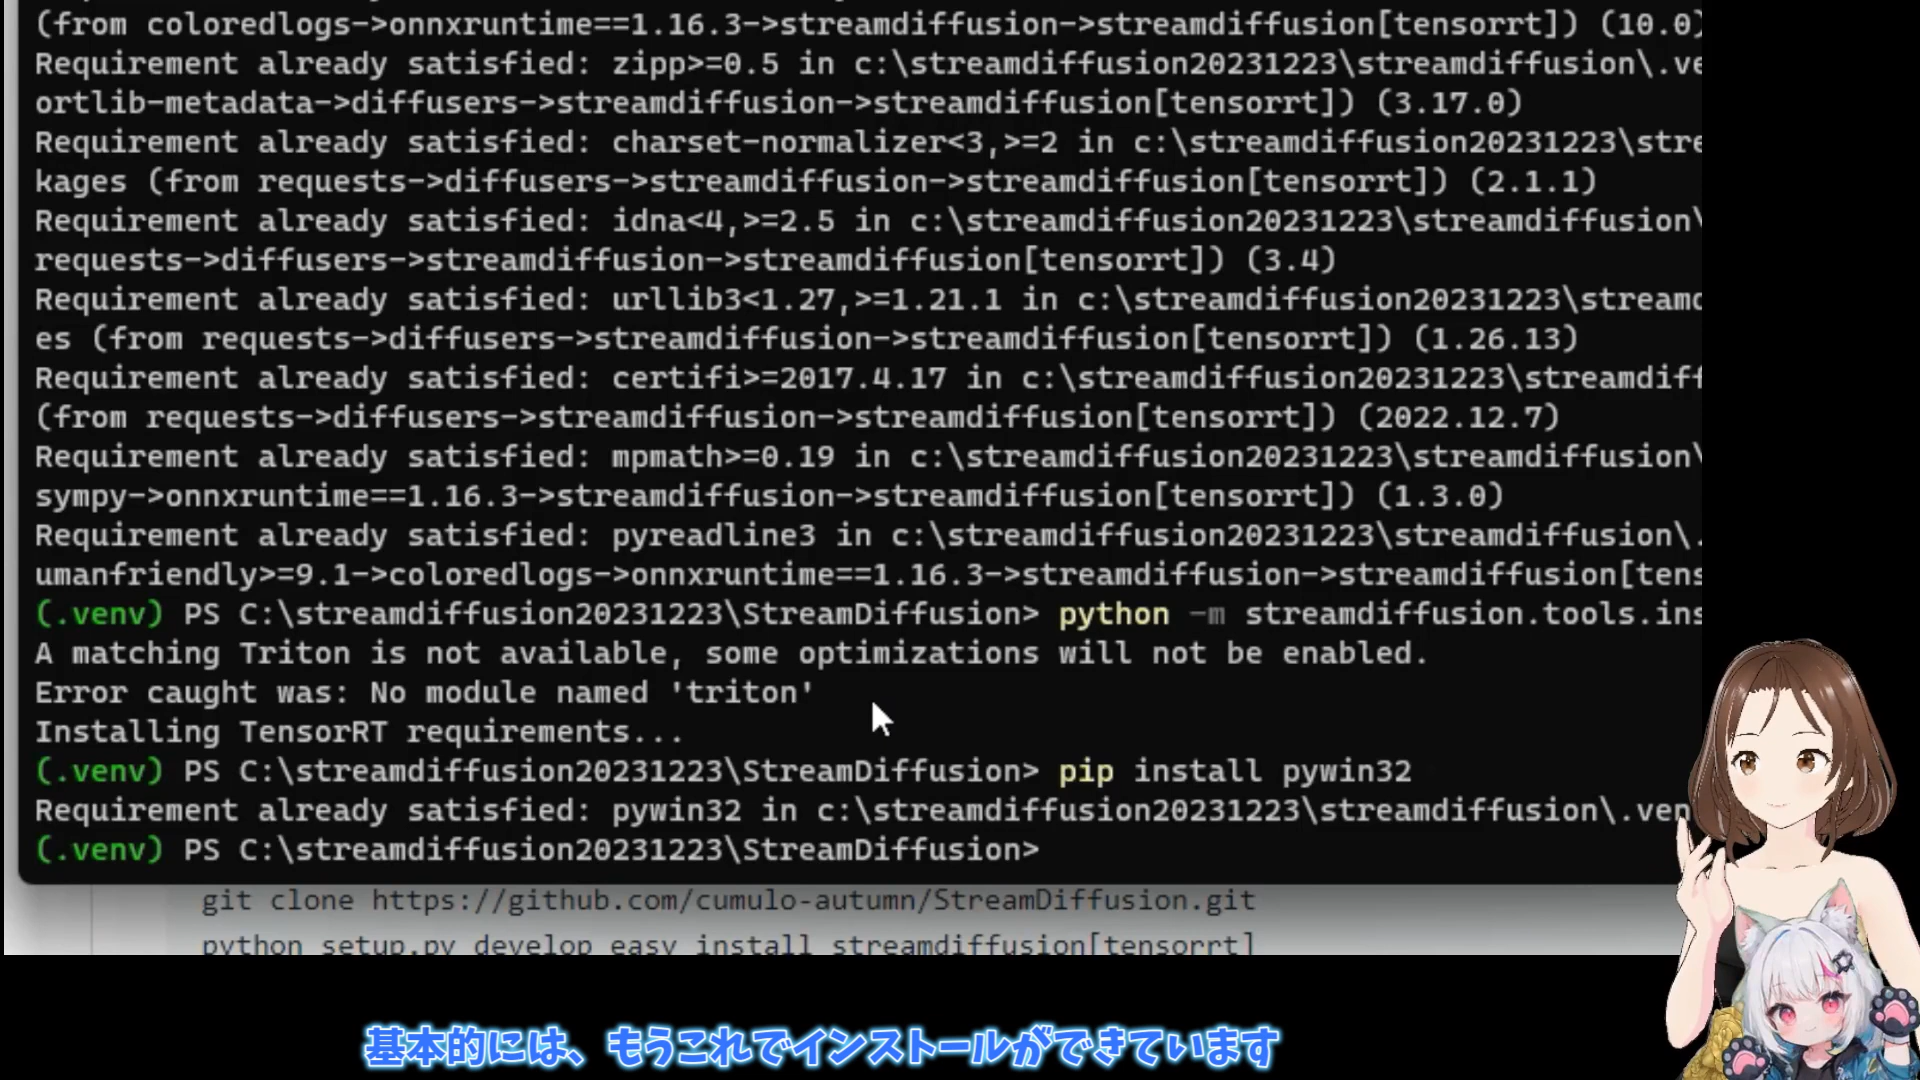 (from coloredlogs->onnxruntime==1.16.3->streamdiffusion->streamdiffusion[tensorrt]) (10.0)
Requirement already satisfied: zipp>=0.5 in c:\streamdiffusion20231223\streamdiffusion\.ve
ortlib-metadata->diffusers->streamdiffusion->streamdiffusion[tensorrt]) (3.17.0)
Requirement already satisfied: charset-normalizer<3,>=2 in c:\streamdiffusion20231223\stre
kages (from requests->diffusers->streamdiffusion->streamdiffusion[tensorrt]) (2.1.1)
Requirement already satisfied: idna<4,>=2.5 in c:\streamdiffusion20231223\streamdiffusion\
requests->diffusers->streamdiffusion->streamdiffusion[tensorrt]) (3.4)
Requirement already satisfied: urllib3<1.27,>=1.21.1 in c:\streamdiffusion20231223\streamd
es (from requests->diffusers->streamdiffusion->streamdiffusion[tensorrt]) (1.26.13)
Requirement already satisfied: certifi>=2017.4.17 in c:\streamdiffusion20231223\streamdiff
(from requests->diffusers->streamdiffusion->streamdiffusion[tensorrt]) (2022.12.7)
Requirement already satisfied: mpmath>=0.19 in c:\streamdiffusion20231223\streamdiffusion\
sympy->onnxruntime==1.16.3->streamdiffusion->streamdiffusion[tensorrt]) (1.3.0)
Requirement already satisfied: pyreadline3 in c:\streamdiffusion20231223\streamdiffusion\.
umanfriendly>=9.1->coloredlogs->onnxruntime==1.16.3->streamdiffusion->streamdiffusion[tens
(.venv) PS C:\streamdiffusion20231223\StreamDiffusion> python -m streamdiffusion.tools.ins
A matching Triton is not available, some optimizations will not be enabled.
Error caught was: No module named 'triton'
Installing TensorRT requirements...
(.venv) PS C:\streamdiffusion20231223\StreamDiffusion> pip install pywin32
Requirement already satisfied: pywin32 in c:\streamdiffusion20231223\streamdiffusion\.ven
(.venv) PS C:\streamdiffusion20231223\StreamDiffusion>
git clone https://github.com/cumulo-autumn/StreamDiffusion.git
python setup.py develop easy_install streamdiffusion[tensorrt]
基本的には、もうこれでインストールができています